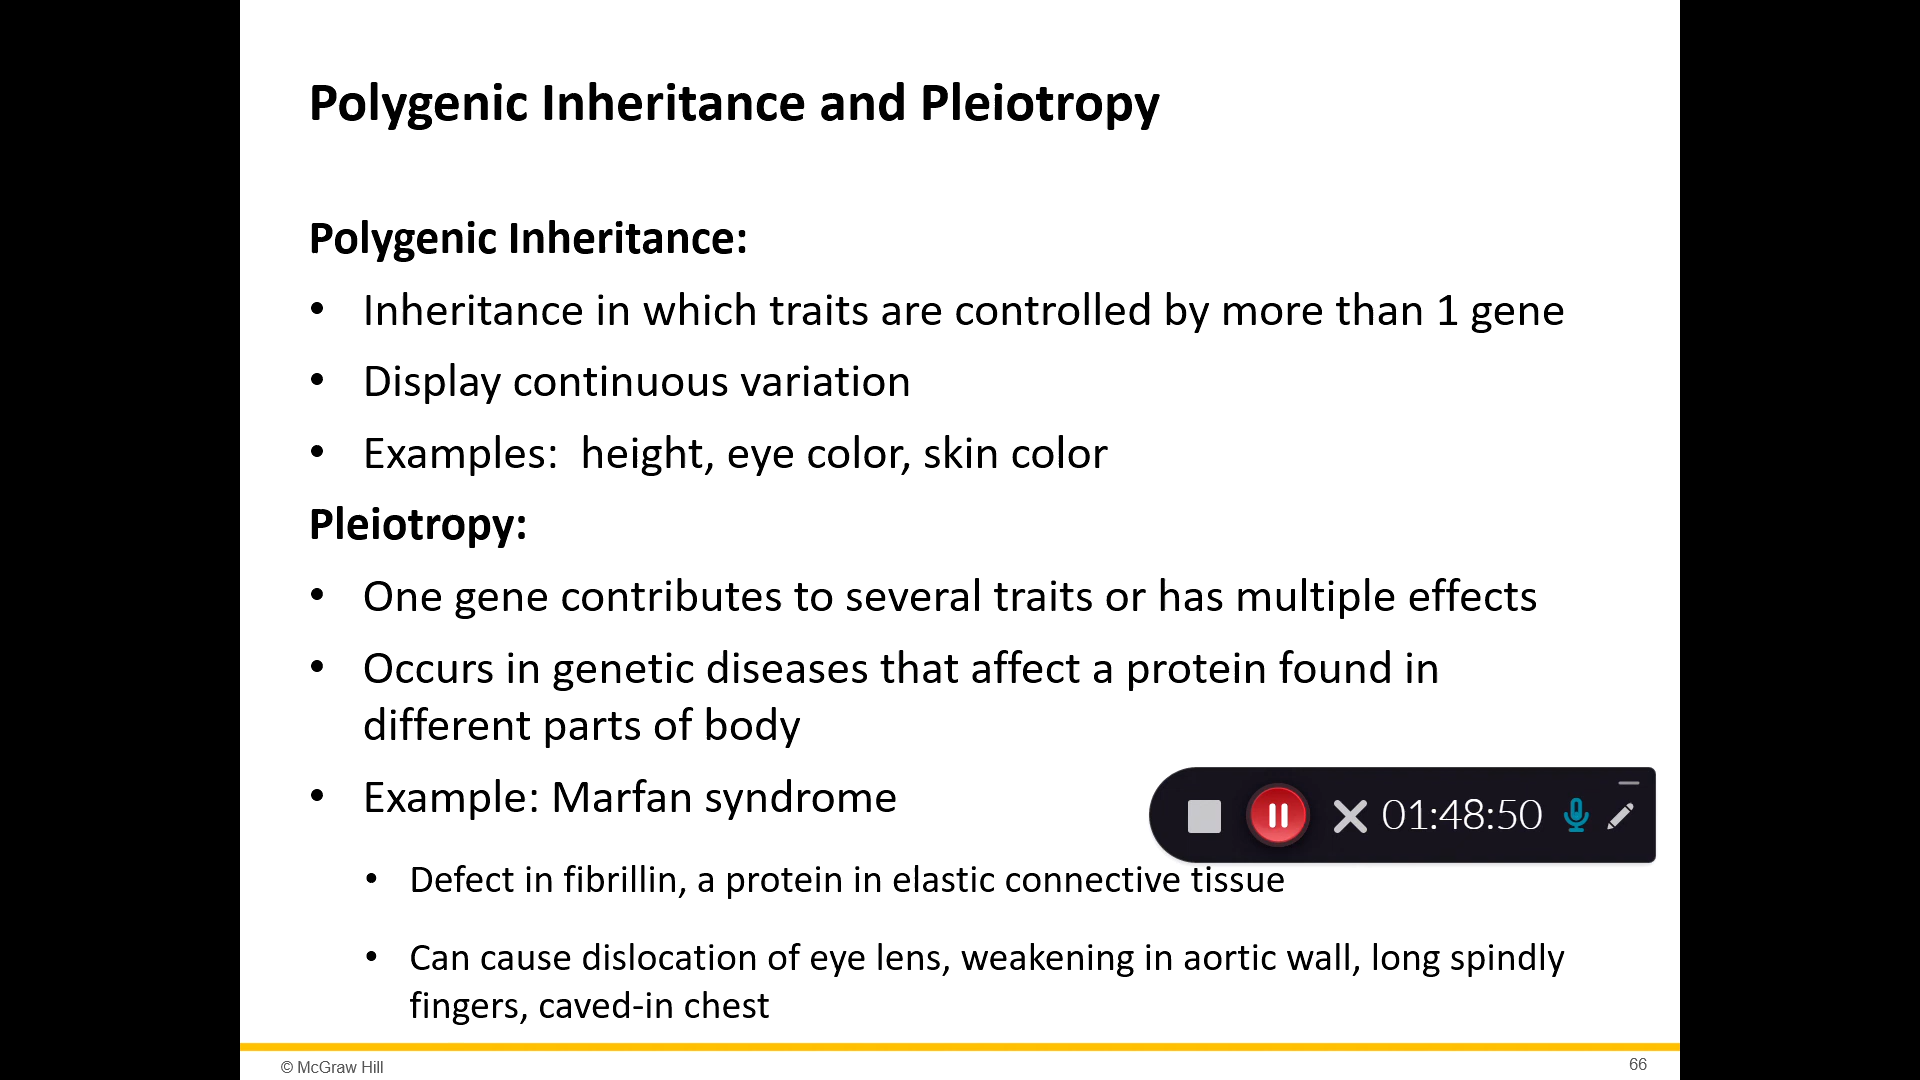 Polygenic Inheritance and Pleiotropy
Polygenic Inheritance:
• Inheritance in which traits are controlled by more than 1 gene
• Display continuous variation
• Examples:  height, eye color, skin color
Pleiotropy:
• One gene contributes to several traits or has multiple effects
• Occurs in genetic diseases that affect a protein found in
different parts of body
• Example: Marfan syndrome
01:48:50
• Defect in fibrillin, a protein in elastic connective tissue
• Can cause dislocation of eye lens, weakening in aortic wall, long spindly
fingers, caved-in chest
© McGraw Hill
66